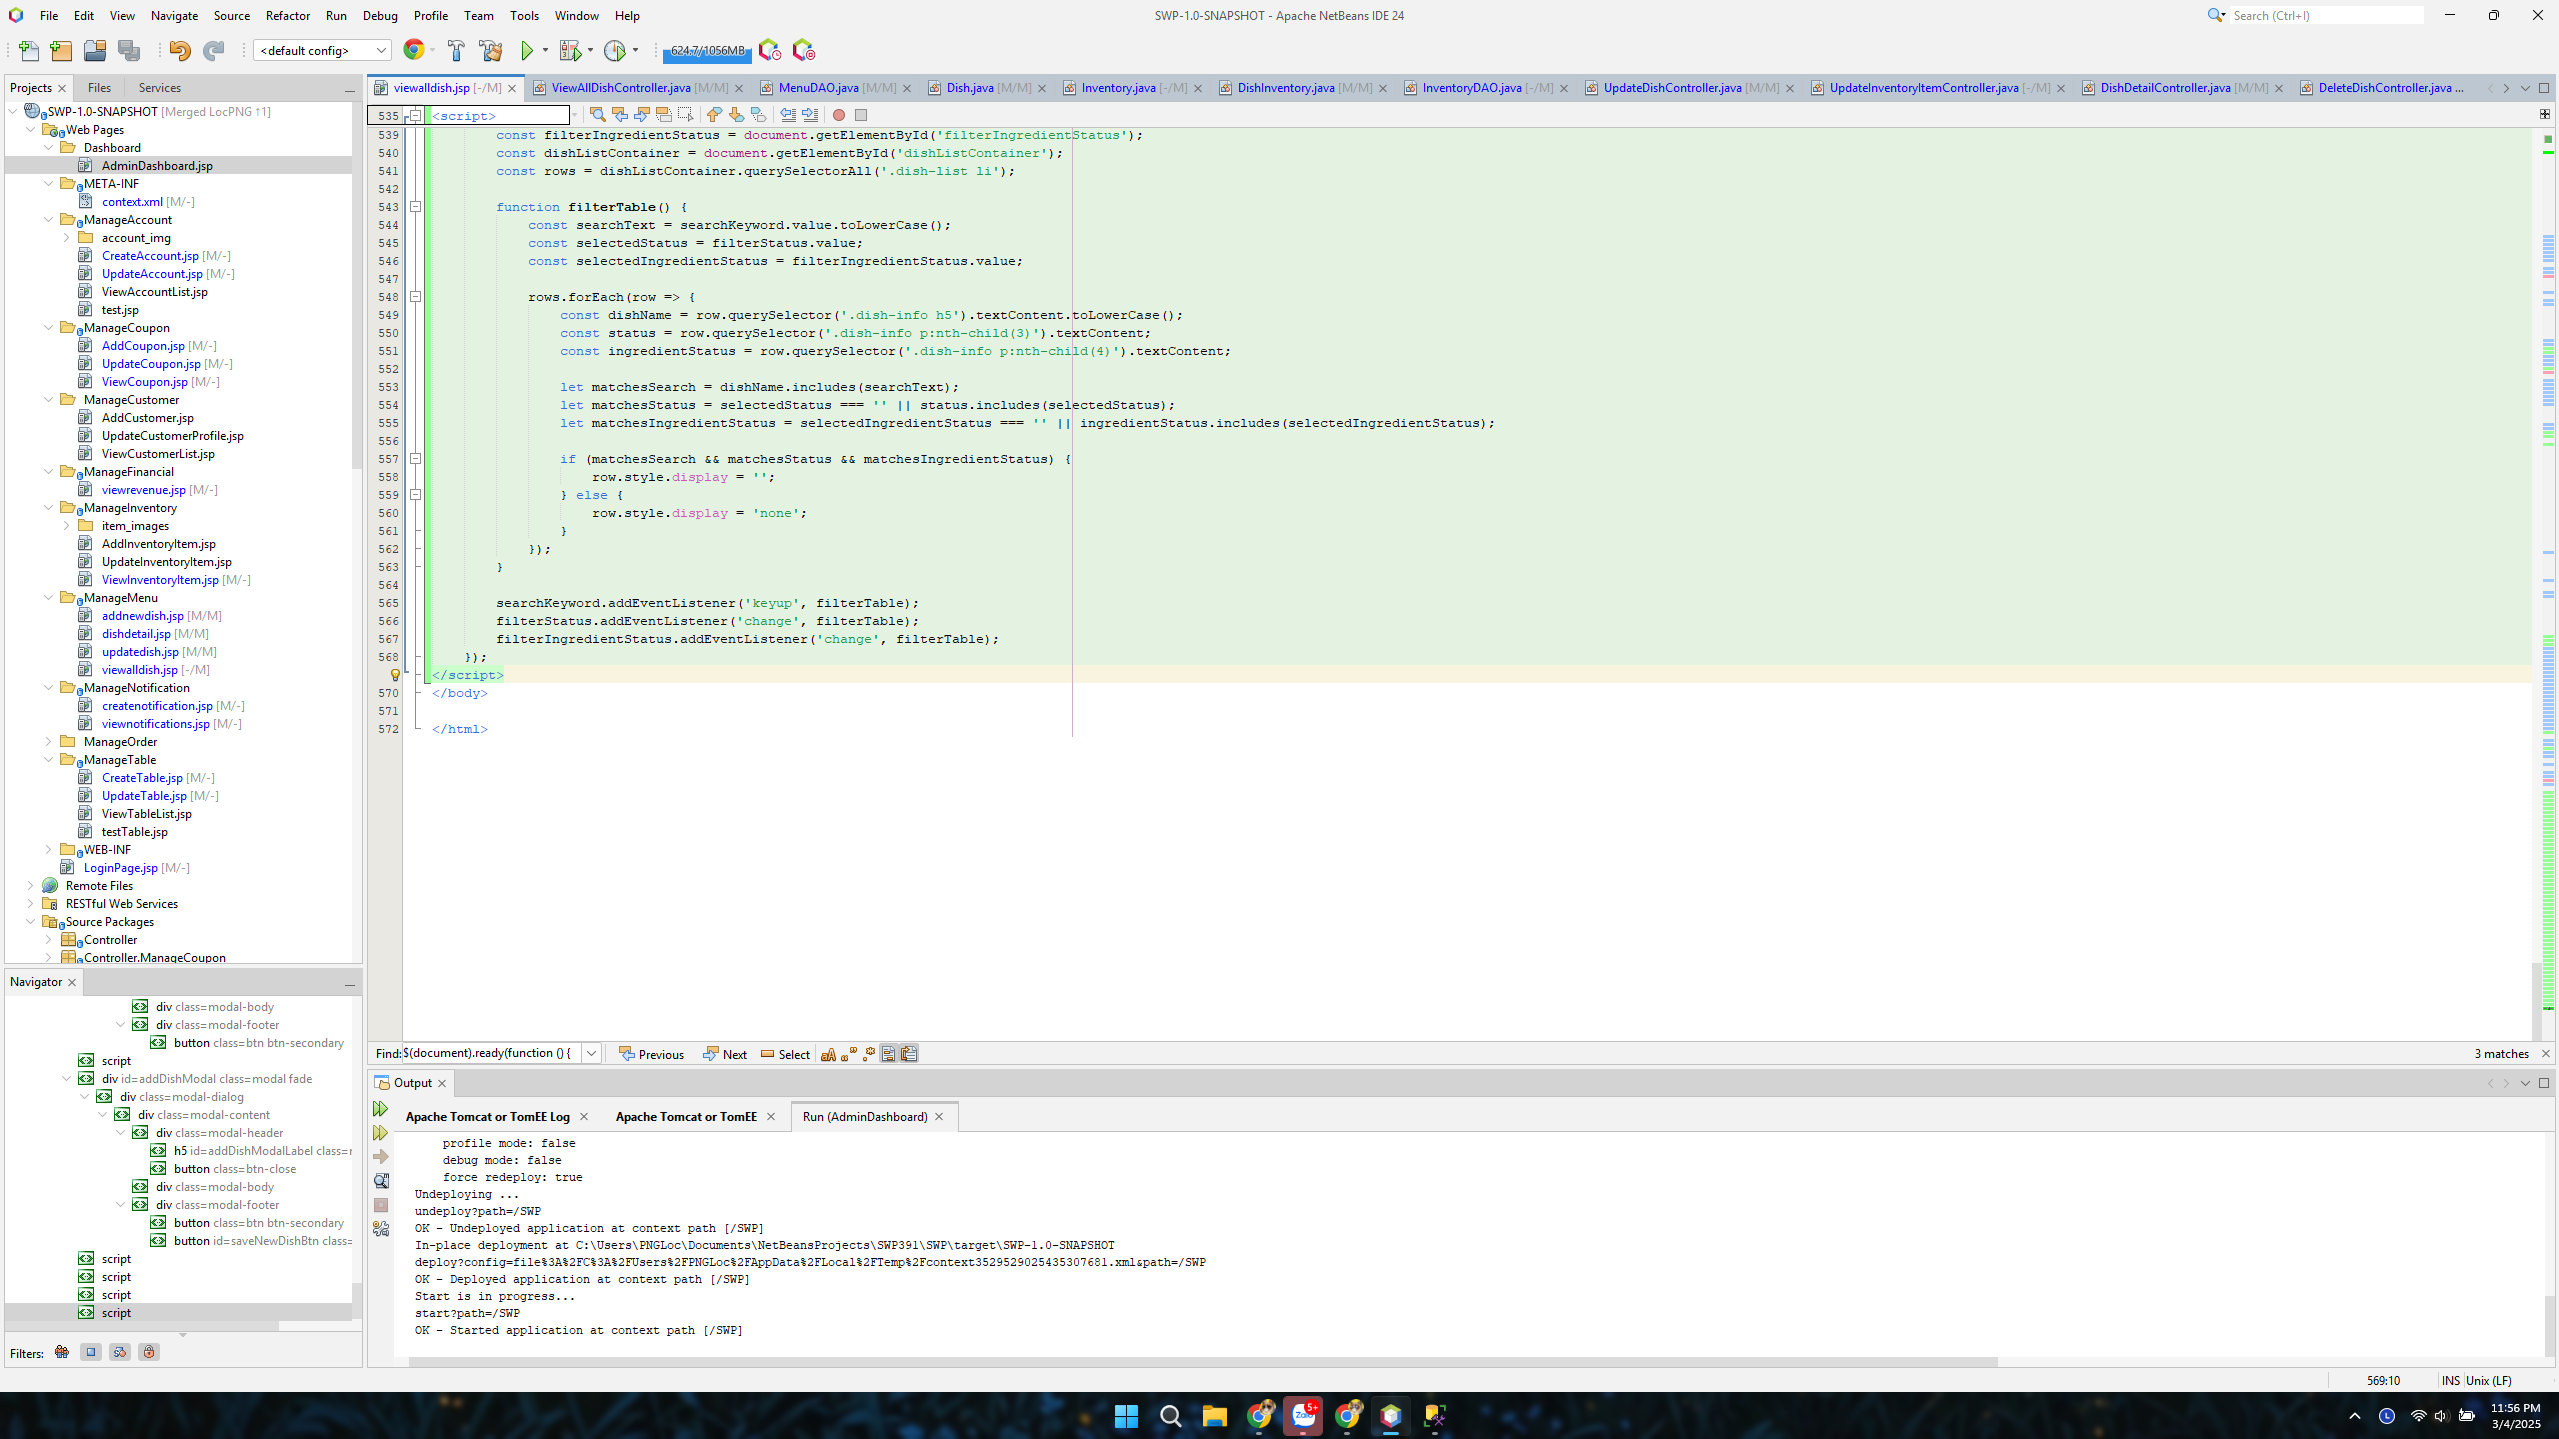 File Edit View Navigate Source Refactor Run Debug Profile Team Tools Window Help
SWP-1.0-SNAPSHOT - Apache NetBeans IDE 24
Search (Ctrl+I)
<default config>
624.7/1056MB
Projects Files Services
SWP-1.0-SNAPSHOT [Merged LocPNG ↑1]
Web Pages
Dashboard
AdminDashboard.jsp
META-INF
context.xml [M/-]
ManageAccount
account_img
CreateAccount.jsp [M/-]
UpdateAccount.jsp [M/-]
ViewAccountList.jsp
test.jsp
ManageCoupon
AddCoupon.jsp [M/-]
UpdateCoupon.jsp [M/-]
ViewCoupon.jsp [M/-]
ManageCustomer
AddCustomer.jsp
UpdateCustomerProfile.jsp
ViewCustomerList.jsp
ManageFinancial
viewrevenue.jsp [M/-]
ManageInventory
item_images
AddInventoryItem.jsp
UpdateInventoryItem.jsp
ViewInventoryItem.jsp [M/-]
ManageMenu
addnewdish.jsp [M/M]
dishdetail.jsp [M/M]
updatedish.jsp [M/M]
viewalldish.jsp [-/M]
ManageNotification
createnotification.jsp [M/-]
viewnotifications.jsp [M/-]
ManageOrder
ManageTable
CreateTable.jsp [M/-]
UpdateTable.jsp [M/-]
ViewTableList.jsp
testTable.jsp
WEB-INF
LoginPage.jsp [M/-]
Remote Files
RESTful Web Services
Source Packages
Controller
Controller.ManageCoupon
Navigator
div class=modal-body
div class=modal-footer
button class=btn btn-secondary
script
div id=addDishModal class=modal fade
div class=modal-dialog
div class=modal-content
div class=modal-header
h5 id=addDishModalLabel class=
button class=btn-close
div class=modal-body
div class=modal-footer
button class=btn btn-secondary
button id=saveNewDishBtn class=
script
script
script
script
Filters:
viewalldish.jsp [-/M] ViewAllDishController.java [M/M] MenuDAO.java [M/M] Dish.java [M/M] Inventory.java [-/M] DishInventory.java [M/M] InventoryDAO.java [-/M] UpdateDishController.java [M/M] UpdateInventoryItemController.java [-/M] DishDetailController.java [M/M] DeleteDishController.java ...
535 <script>
539 const filterIngredientStatus = document.getElementById('filterIngredientStatus');
540 const dishListContainer = document.getElementById('dishListContainer');
541 const rows = dishListContainer.querySelectorAll('.dish-list li');
542
543 function filterTable() {
544 const searchText = searchKeyword.value.toLowerCase();
545 const selectedStatus = filterStatus.value;
546 const selectedIngredientStatus = filterIngredientStatus.value;
547
548 rows.forEach(row => {
549 const dishName = row.querySelector('.dish-info h5').textContent.toLowerCase();
550 const status = row.querySelector('.dish-info p:nth-child(3)').textContent;
551 const ingredientStatus = row.querySelector('.dish-info p:nth-child(4)').textContent;
552
553 let matchesSearch = dishName.includes(searchText);
554 let matchesStatus = selectedStatus === '' || status.includes(selectedStatus);
555 let matchesIngredientStatus = selectedIngredientStatus === '' || ingredientStatus.includes(selectedIngredientStatus);
556
557 if (matchesSearch && matchesStatus && matchesIngredientStatus) {
558 row.style.display = '';
559 } else {
560 row.style.display = 'none';
561 }
562 });
563 }
564
565 searchKeyword.addEventListener('keyup', filterTable);
566 filterStatus.addEventListener('change', filterTable);
567 filterIngredientStatus.addEventListener('change', filterTable);
568 });
</script>
570 </body>
571
572 </html>
Find: $(document).ready(function () { Previous Next Select 3 matches
Output
Apache Tomcat or TomEE Log Apache Tomcat or TomEE Run (AdminDashboard)
profile mode: false
debug mode: false
force redeploy: true
Undeploying ...
undeploy?path=/SWP
OK - Undeployed application at context path [/SWP]
In-place deployment at C:\Users\PNGLoc\Documents\NetBeansProjects\SWP391\SWP\target\SWP-1.0-SNAPSHOT
deploy?config=file%3A%2FC%3A%2FUsers%2FPNGLoc%2FAppData%2FLocal%2FTemp%2Fcontext3529529025435307681.xml&path=/SWP
OK - Deployed application at context path [/SWP]
Start is in progress...
start?path=/SWP
OK - Started application at context path [/SWP]
569:10 INS Unix (LF)
Zalo 5+
L
11:56 PM
3/4/2025